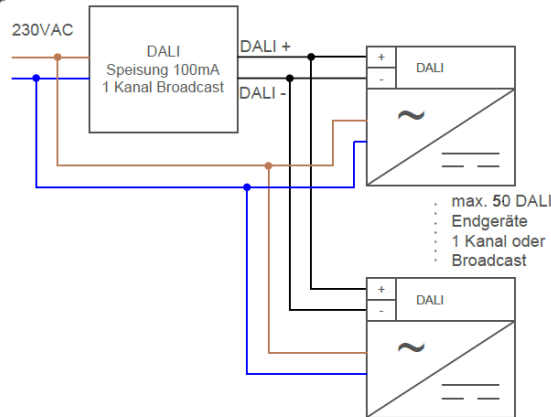 230VAC
DALI
Speisung 100mA
1 Kanal Broadcast
DALI +
DALI -
+
-
DALI
~
max. 50 DALI
Endgeräte
1 Kanal oder
Broadcast
+
-
DALI
~